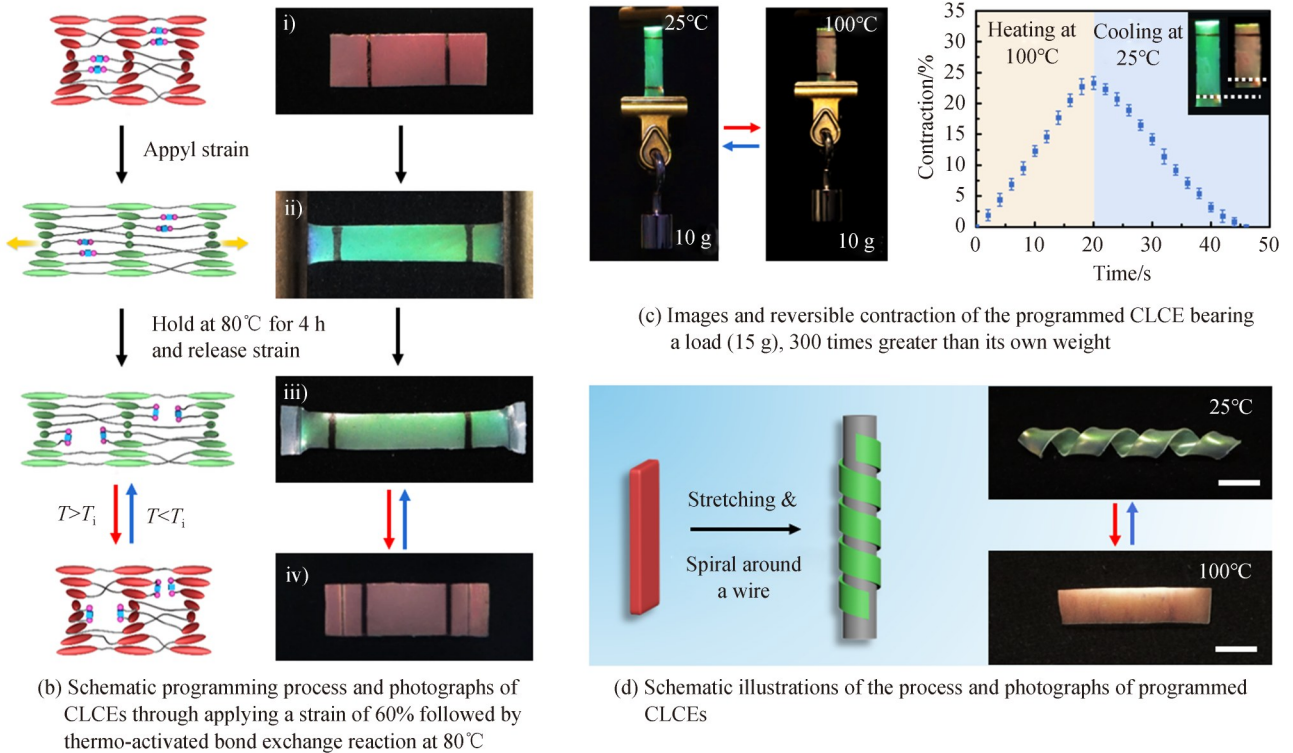 i)
Appyl strain
ii)
Hold at 80℃ for 4 h
and release strain
iii)
T>Ti
T<Ti
iv)
(b) Schematic programming process and photographs of
CLCEs through applying a strain of 60% followed by
thermo-activated bond exchange reaction at 80℃
25℃
10 g
100℃
10 g
35
30
25
20
15
10
5
0
Contraction/%
Heating at
100℃
Cooling at
25℃
0
10
20
30
40
50
Time/s
(c) Images and reversible contraction of the programmed CLCE bearing
a load (15 g), 300 times greater than its own weight
Stretching &
Spiral around
a wire
25℃
100℃
(d) Schematic illustrations of the process and photographs of programmed
CLCEs